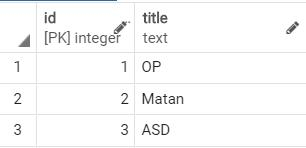 id title
[PK] integer text
1 1 OP
2 2 Matan
3 3 ASD